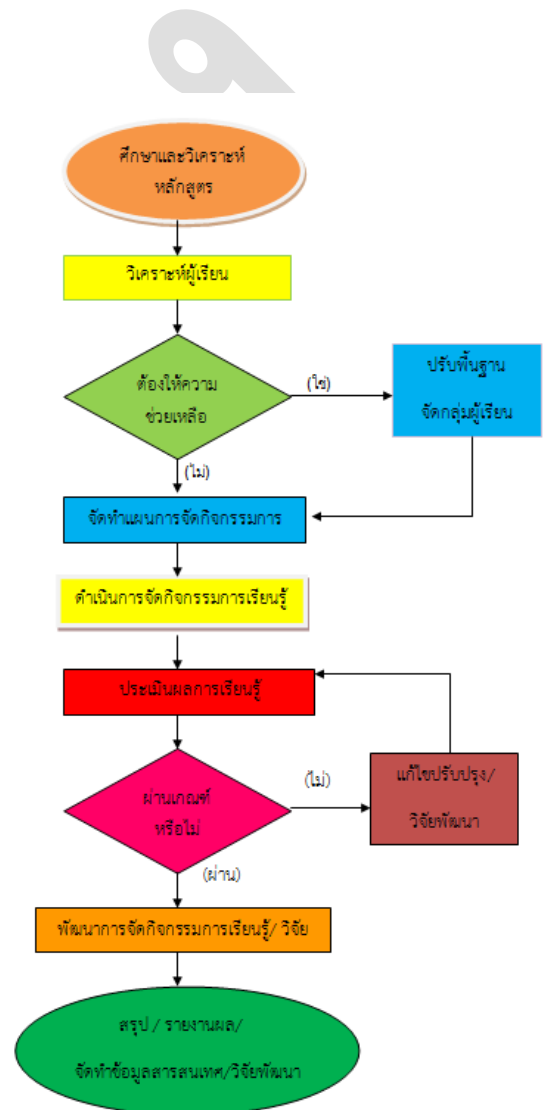 ศึกษาและวิเคราะห์
หลักสูตร
วิเคราะห์ผู้เรียน
ต้องให้ความ
ช่วยเหลือ
(ใช่)
ปรับพื้นฐาน
จัดกลุ่มผู้เรียน
(ไม่)
จัดทำแผนการจัดกิจกรรมการ
ดำเนินการจัดกิจกรรมการเรียนรู้
ประเมินผลการเรียนรู้
ผ่านเกณฑ์
หรือไม่
(ไม่)
แก้ไขปรับปรุง/
วิจัยพัฒนา
(ผ่าน)
พัฒนาการจัดกิจกรรมการเรียนรู้/ วิจัย
สรุป / รายงานผล/
จัดทำข้อมูลสารสนเทศ/วิจัยพัฒนา